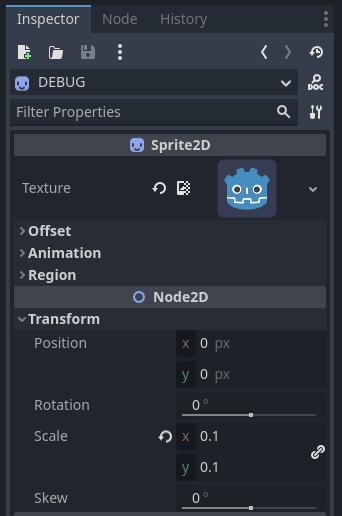 Inspector Node History
DEBUG
DOC
Filter Properties
Sprite2D
Texture
Offset
Animation
Region
Node2D
Transform
Position x 0 px
y 0 px
Rotation 0 °
Scale x 0.1
y 0.1
Skew 0 °